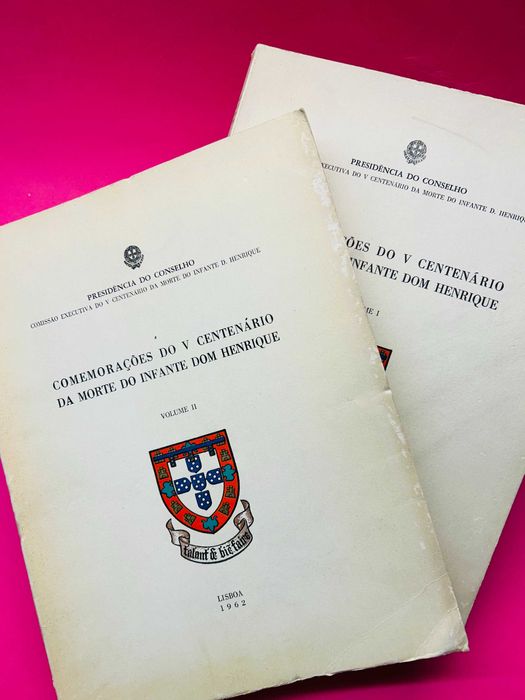 PRESIDÊNCIA DO CONSELHO
COMISSÃO EXECUTIVA DO V CENTENÁRIO DA MORTE DO INFANTE D. HENRIQUE
COMEMORAÇÕES DO V CENTENÁRIO
DA MORTE DO INFANTE DOM HENRIQUE
VOLUME II
talant de bië faire
LISBOA
1962
PRESIDÊNCIA DO CONSELHO
EXECUTIVA DO V CENTENÁRIO DA MORTE DO INFANTE D. HENRIQUE
ÇÕES DO V CENTENÁRIO
INFANTE DOM HENRIQUE
ME I